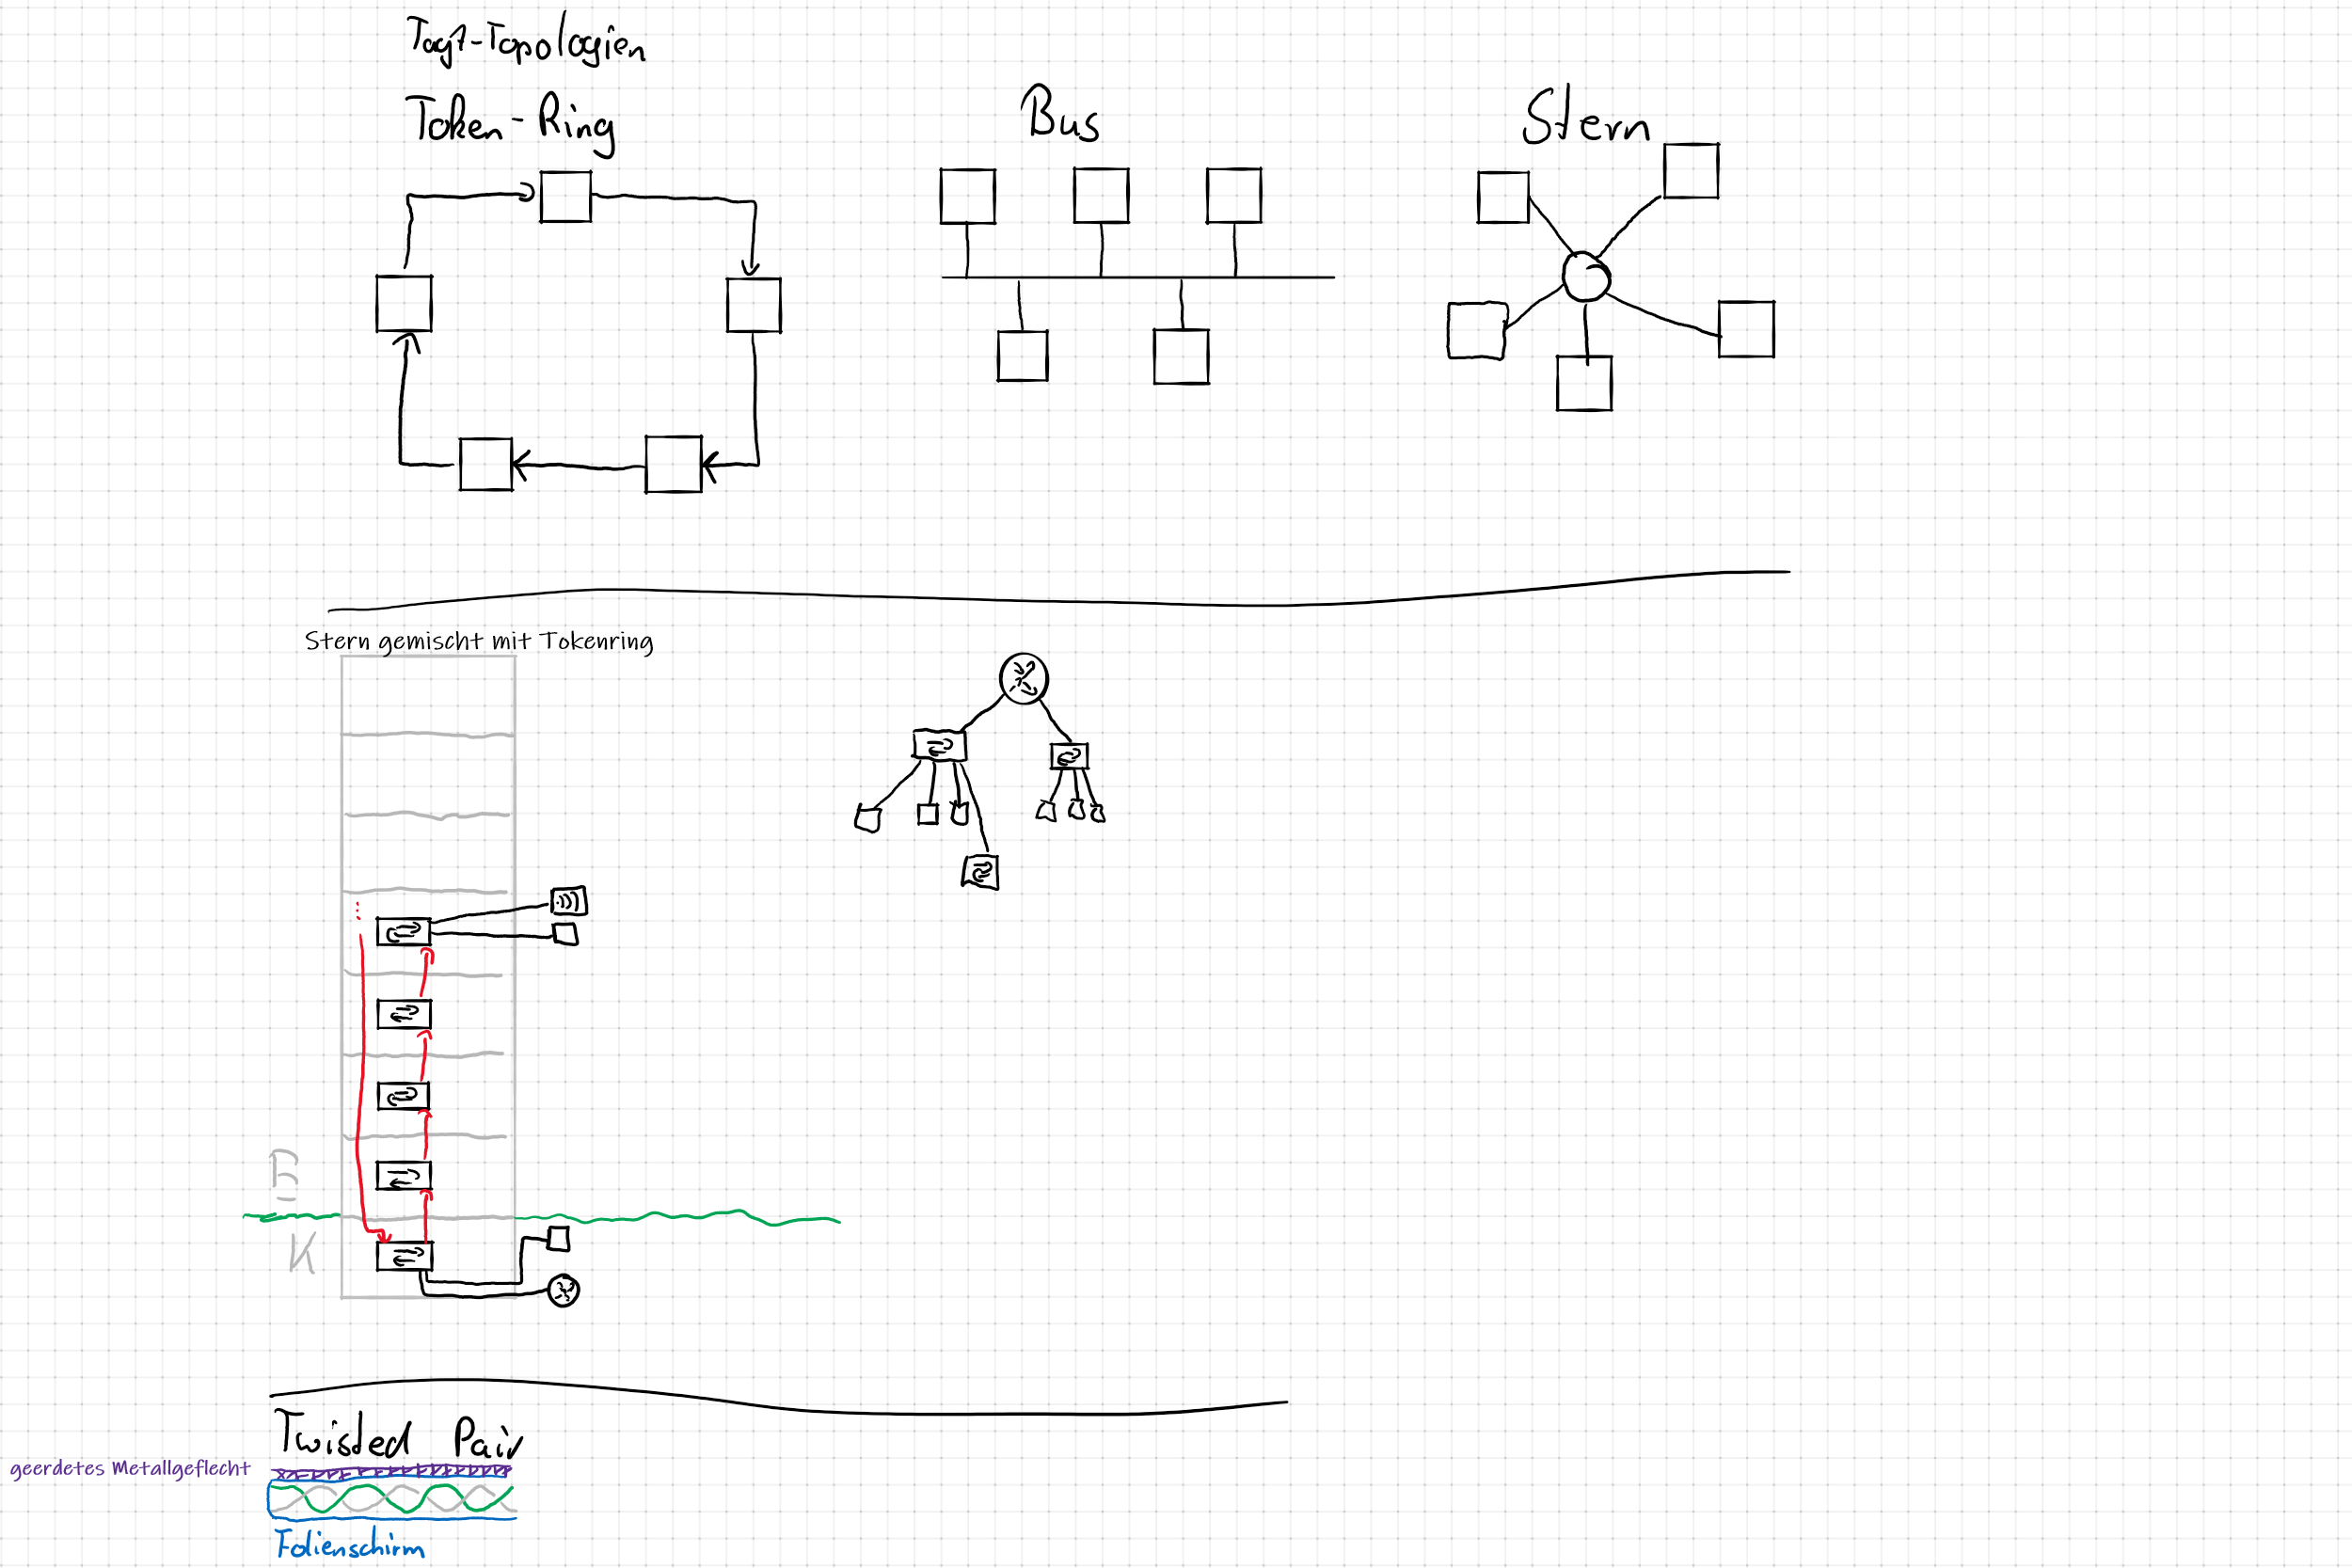 Tag1-Topologien
Token-Ring
Bus
Stern
Stern gemischt mit Tokenring
E
K
Twisted Pair
geerdetes Metallgeflecht
Folienschirm